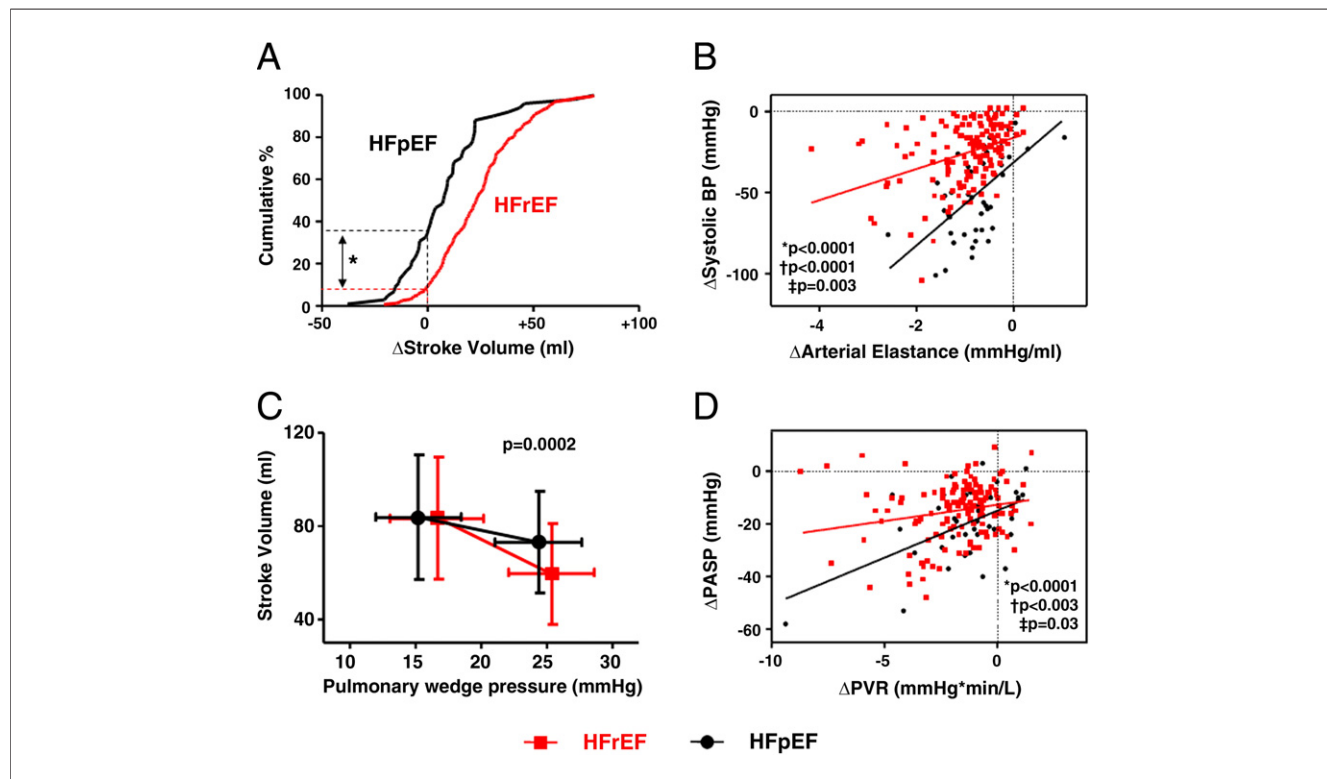 A
100
80
60
40
20
0
-50
0
+50
+100
Cumulative %
ΔStroke Volume (ml)
HFpEF
HFrEF
*
B
0
-50
-100
-4
-2
0
ΔSystolic BP (mmHg)
ΔArterial Elastance (mmHg/ml)
*p<0.0001
†p<0.0001
‡p=0.003
C
120
80
40
10
15
20
25
30
Stroke Volume (ml)
Pulmonary wedge pressure (mmHg)
p=0.0002
D
0
-20
-40
-60
-10
-5
0
ΔPASP (mmHg)
ΔPVR (mmHg*min/L)
*p<0.0001
†p<0.003
‡p=0.03
HFrEF
HFpEF